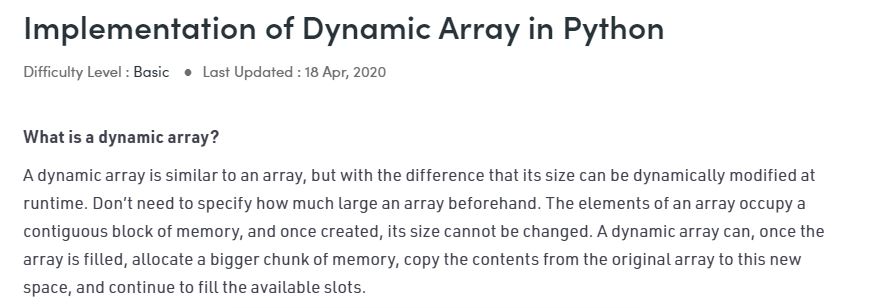 Implementation of Dynamic Array in Python
Difficulty Level : Basic ● Last Updated : 18 Apr, 2020
What is a dynamic array?
A dynamic array is similar to an array, but with the difference that its size can be dynamically modified at
runtime. Don’t need to specify how much large an array beforehand. The elements of an array occupy a
contiguous block of memory, and once created, its size cannot be changed. A dynamic array can, once the
array is filled, allocate a bigger chunk of memory, copy the contents from the original array to this new
space, and continue to fill the available slots.